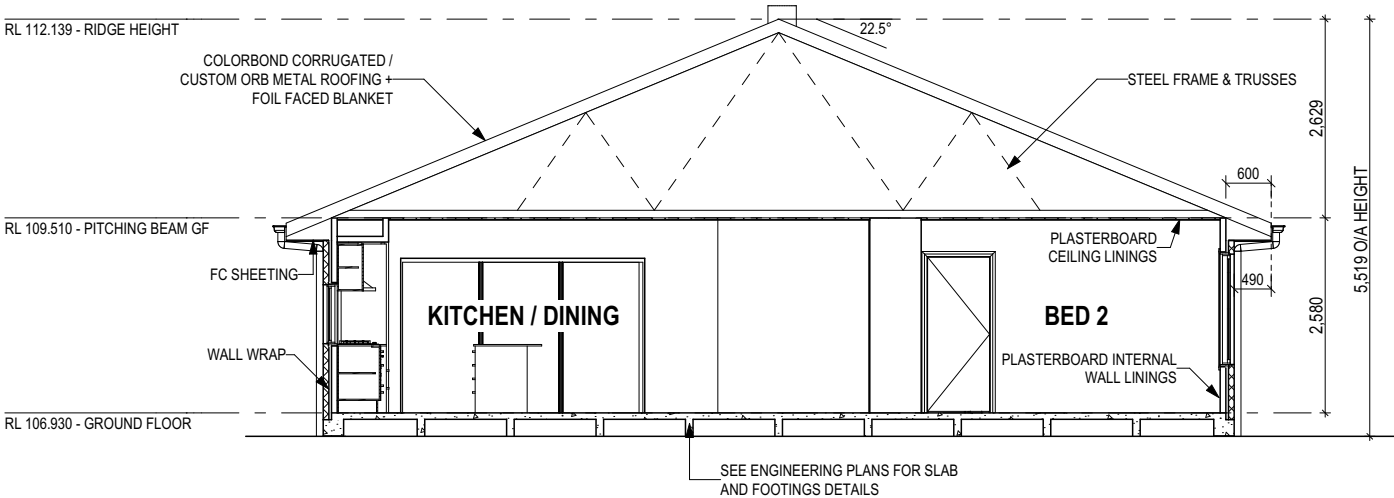 RL 112.139 - RIDGE HEIGHT
22.5°
COLORBOND CORRUGATED /
CUSTOM ORB METAL ROOFING +
FOIL FACED BLANKET
STEEL FRAME & TRUSSES
2,629
600
5,519 O/A HEIGHT
RL 109.510 - PITCHING BEAM GF
PLASTERBOARD
CEILING LININGS
FC SHEETING
490
KITCHEN / DINING
BED 2
2,580
WALL WRAP
PLASTERBOARD INTERNAL
WALL LININGS
RL 106.930 - GROUND FLOOR
SEE ENGINEERING PLANS FOR SLAB
AND FOOTINGS DETAILS